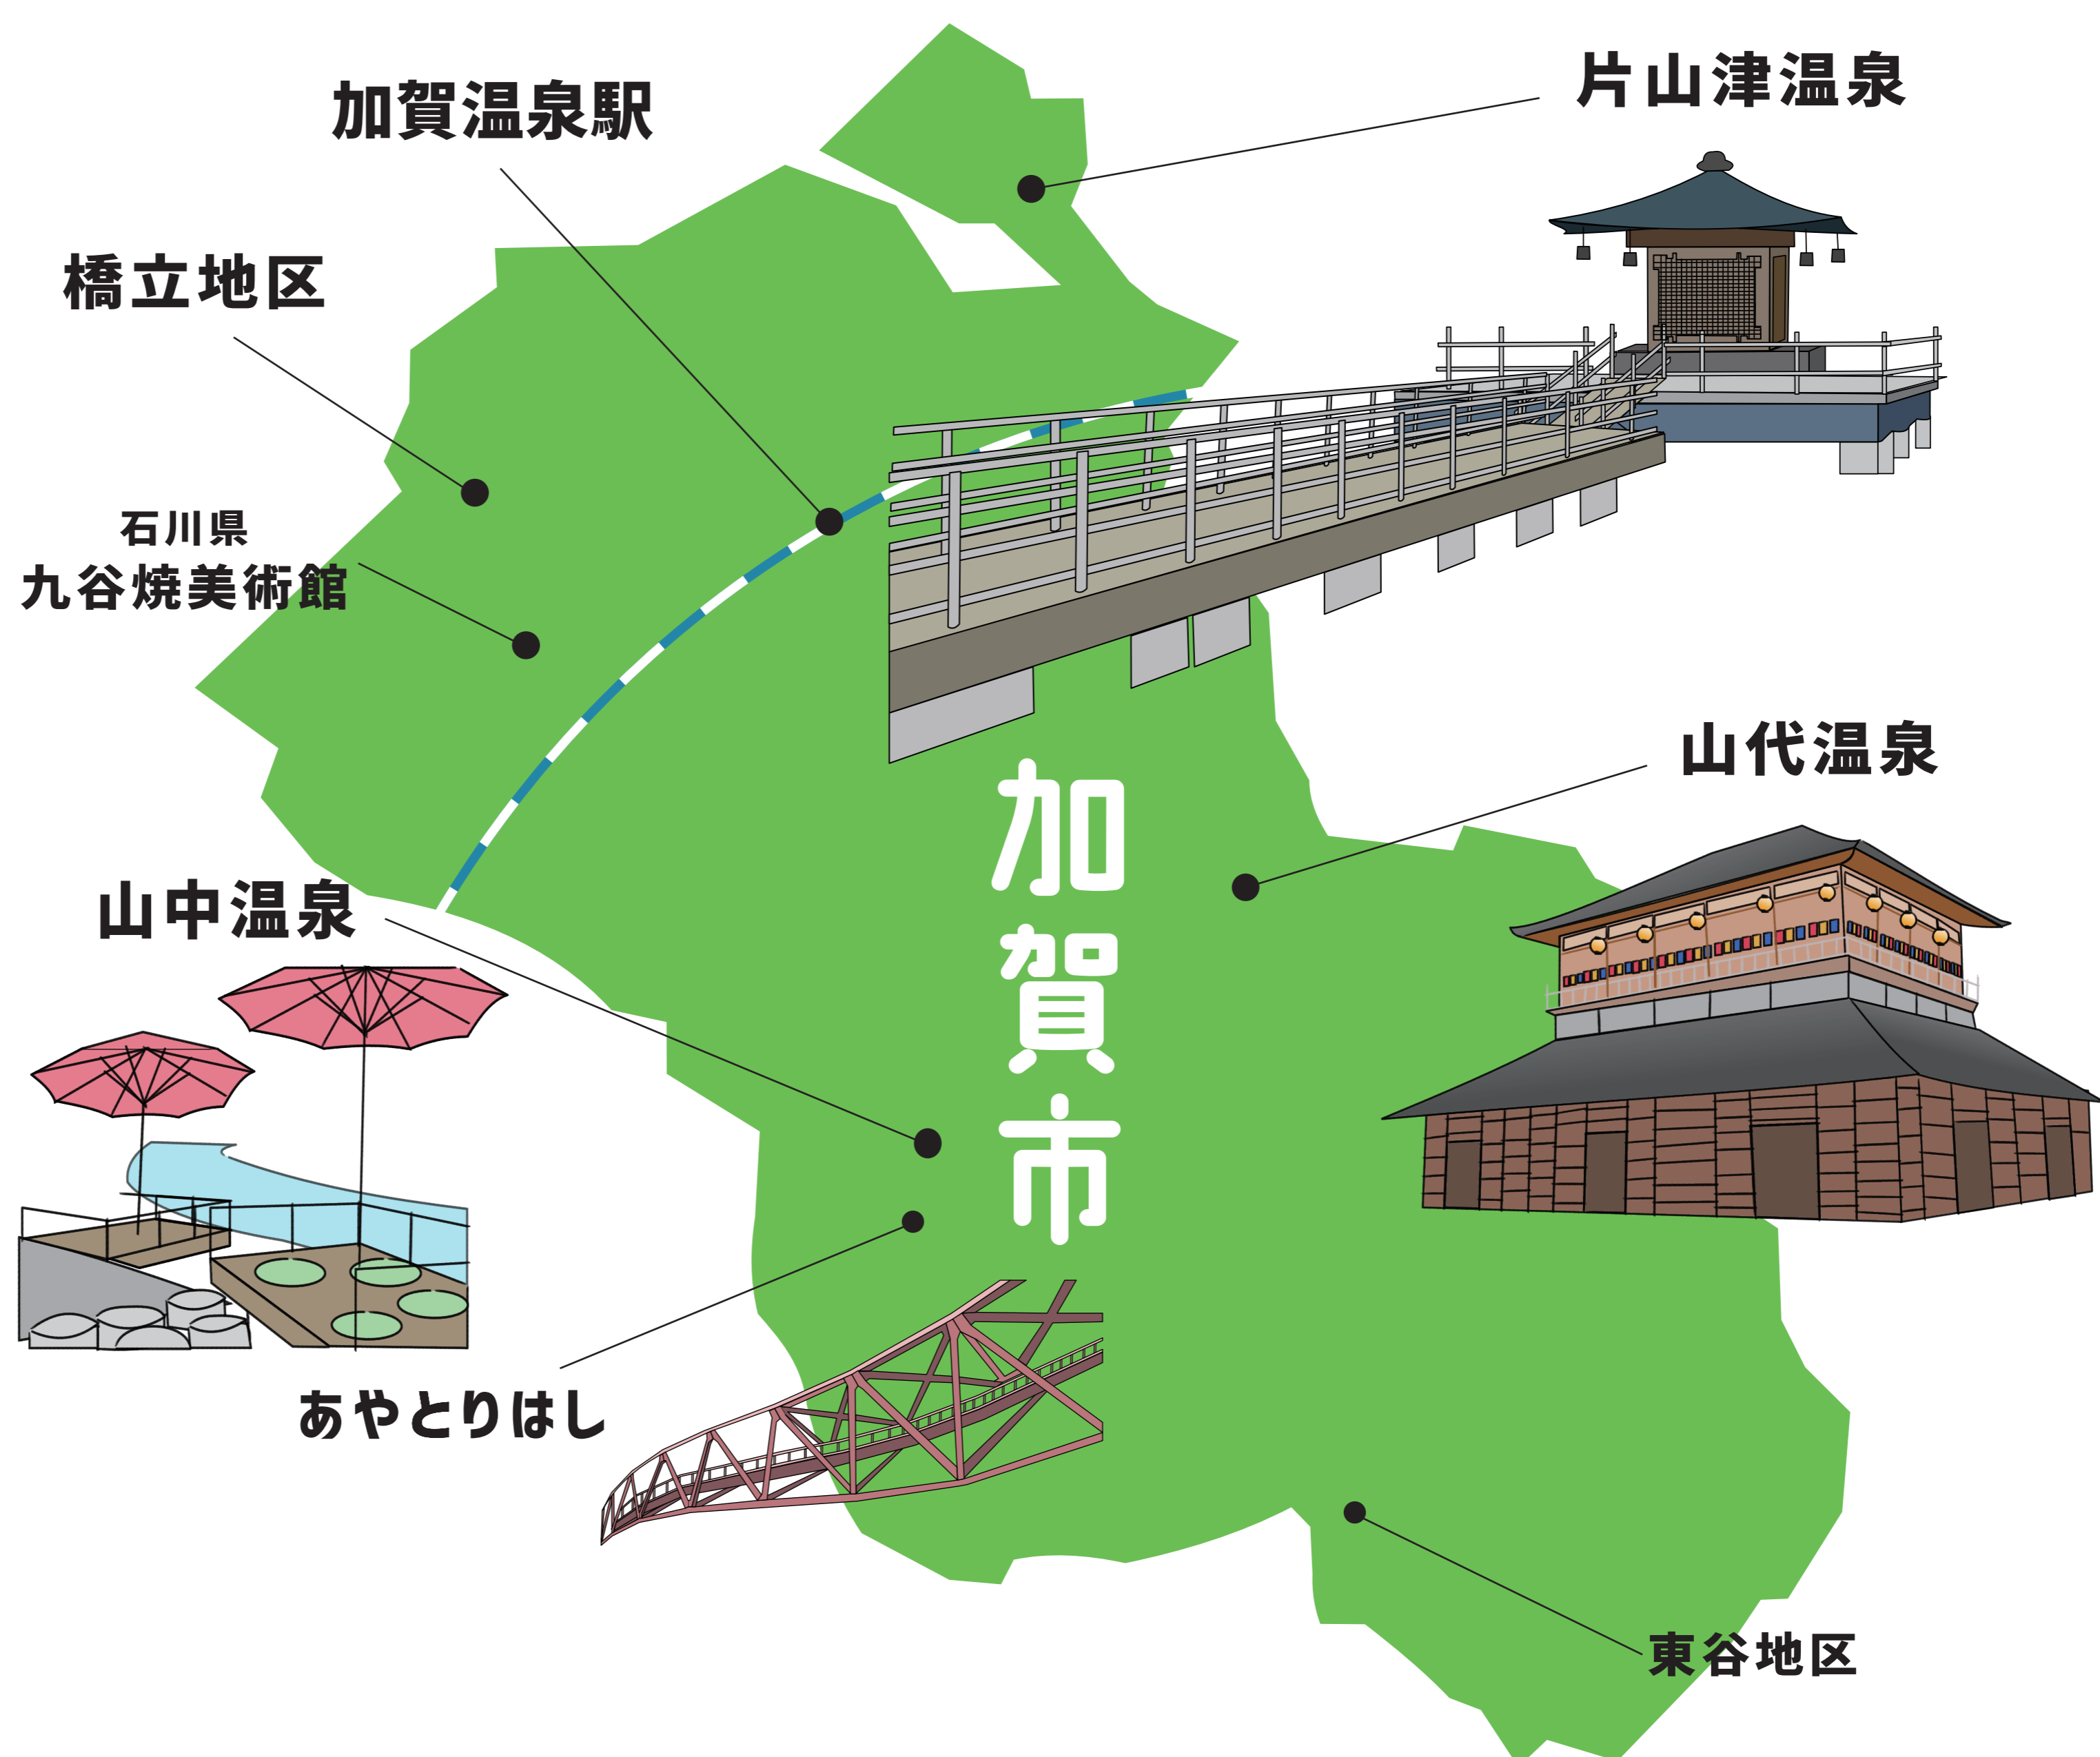 加賀温泉駅
片山津温泉
橋立地区
石川県
九谷焼美術館
山代温泉
加賀市
山中温泉
あやとりはし
東谷地区